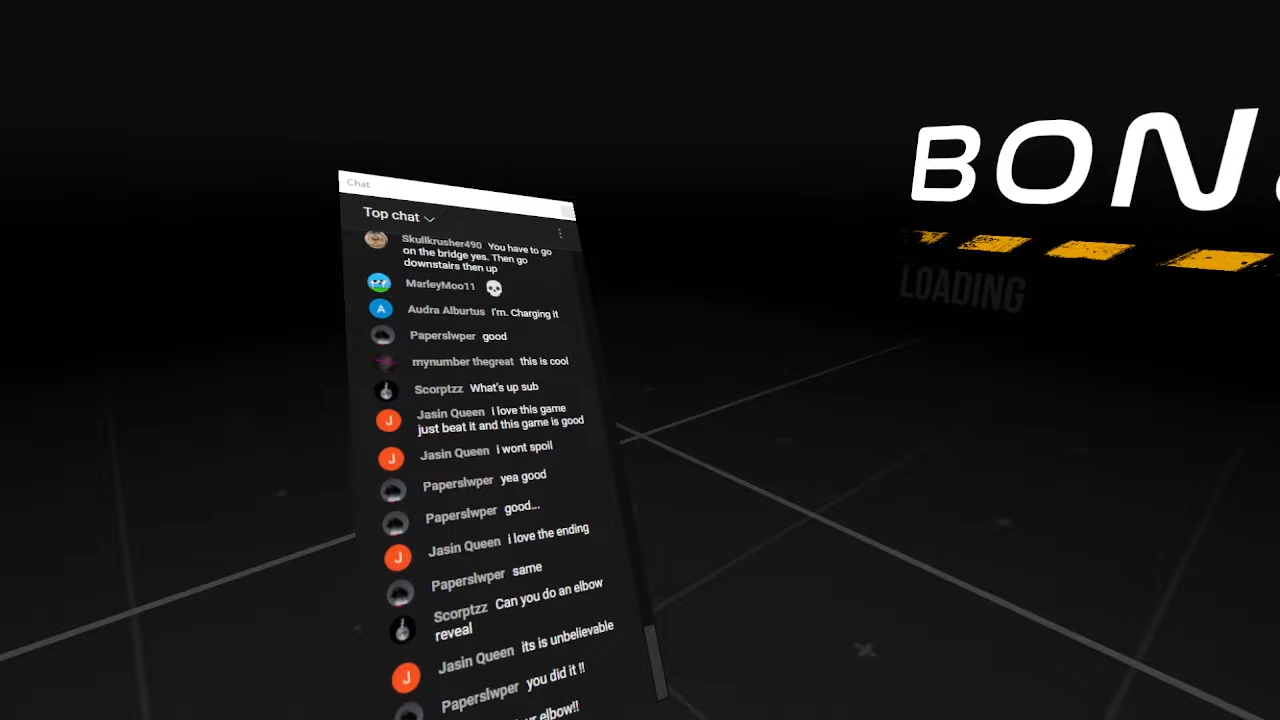 Chat
Top chat
Skullkrusher490 You have to go
on the bridge yes. Then go
downstairs then up
MarleyMoo11 💀
A Audra Alburtus I'm. Charging it
Paperslwper good
mynumber thegreat this is cool
Scorptzz What's up sub
J Jasin Queen i love this game
just beat it and this game is good
J Jasin Queen i wont spoil
Paperslwper yea good
Paperslwper good...
J Jasin Queen i love the ending
Paperslwper same
Scorptzz Can you do an elbow
reveal
J Jasin Queen its is unbelievable
Paperslwper you did it !!
elbow!!
BON
LOADING